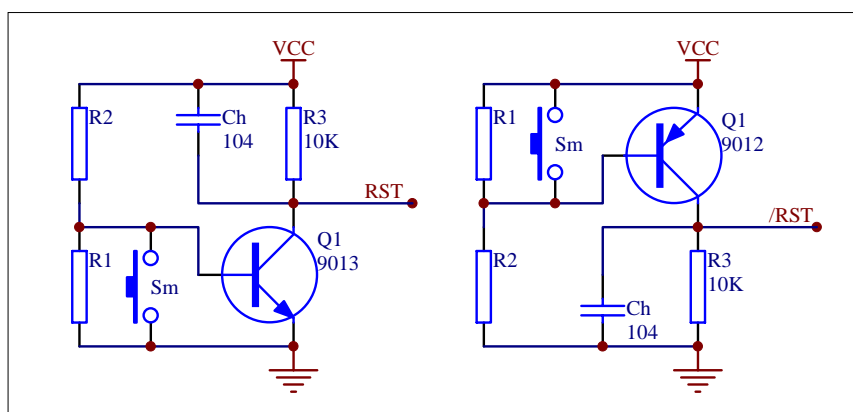 VCC
R2
Ch
104
R3
10K
RST
R1
Sm
Q1
9013
VCC
R1
Sm
Q1
9012
/RST
R2
Ch
104
R3
10K